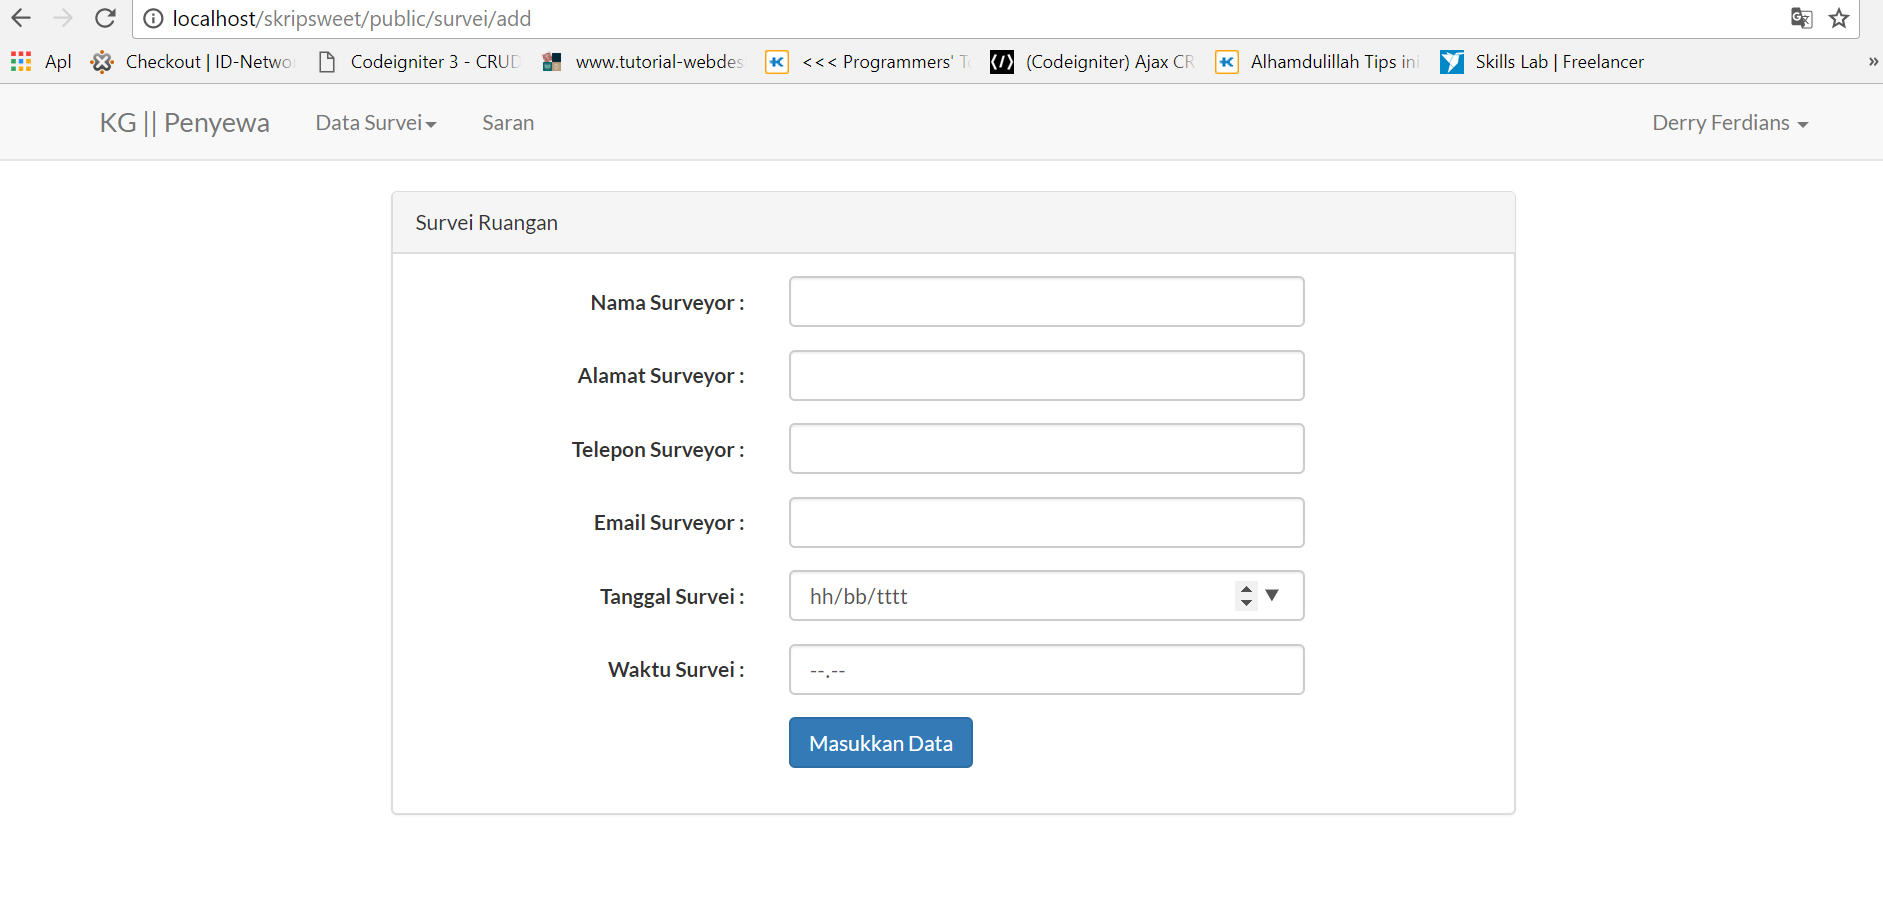 localhost/skripsweet/public/survei/add
Apl Checkout | ID-Netwo Codeigniter 3 - CRUD www.tutorial-webdes <<< Programmers' T (Codeigniter) Ajax CR Alhamdulillah Tips ini Skills Lab | Freelancer »
KG || Penyewa Data Survei Saran Derry Ferdians
Survei Ruangan
Nama Surveyor :
Alamat Surveyor :
Telepon Surveyor :
Email Surveyor :
Tanggal Survei : hh/bb/tttt
Waktu Survei : --.--
Masukkan Data